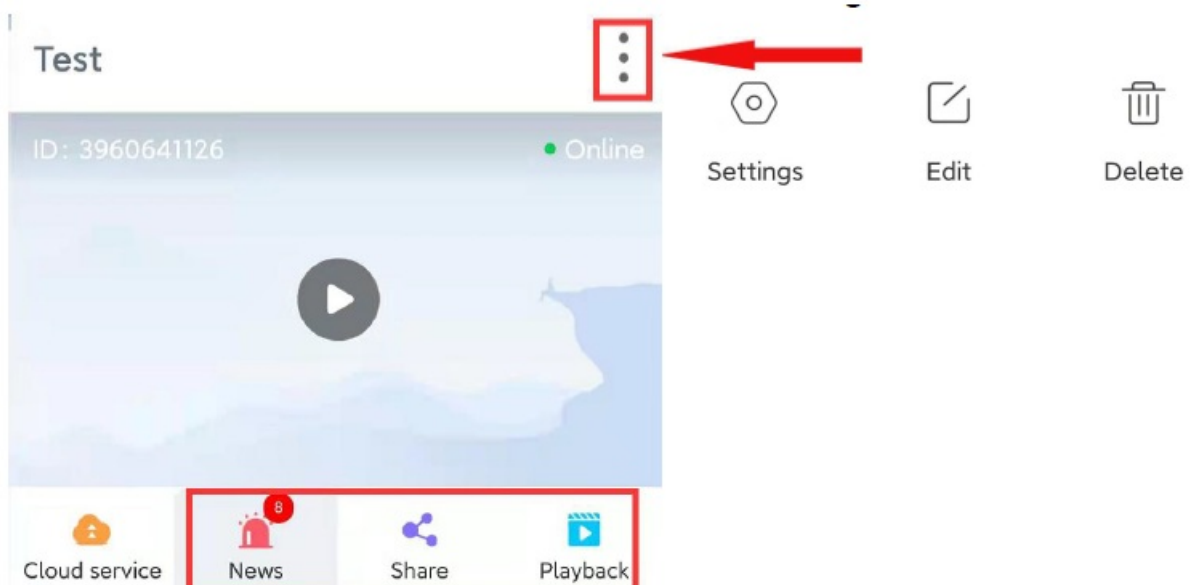 Test
ID: 3960641126
Online
Settings
Edit
Delete
8
Cloud service
News
Share
Playback